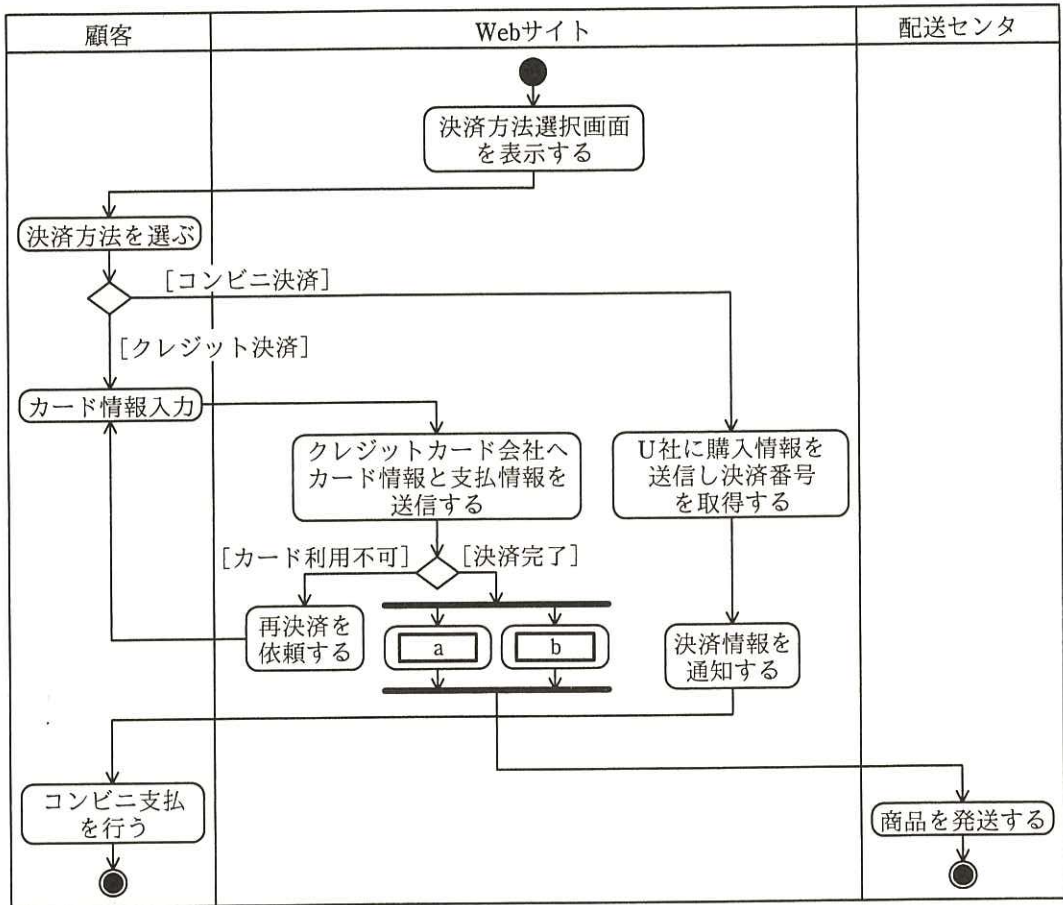 顧客
Webサイト
配送センタ
決済方法選択画面
を表示する
決済方法を選ぶ
[コンビニ決済]
[クレジット決済]
カード情報入力
クレジットカード会社へ
カード情報と支払情報を
送信する
U社に購入情報を
送信し決済番号
を取得する
[カード利用不可]
[決済完了]
再決済を
依頼する
a
b
決済情報を
通知する
コンビニ支払
を行う
商品を発送する